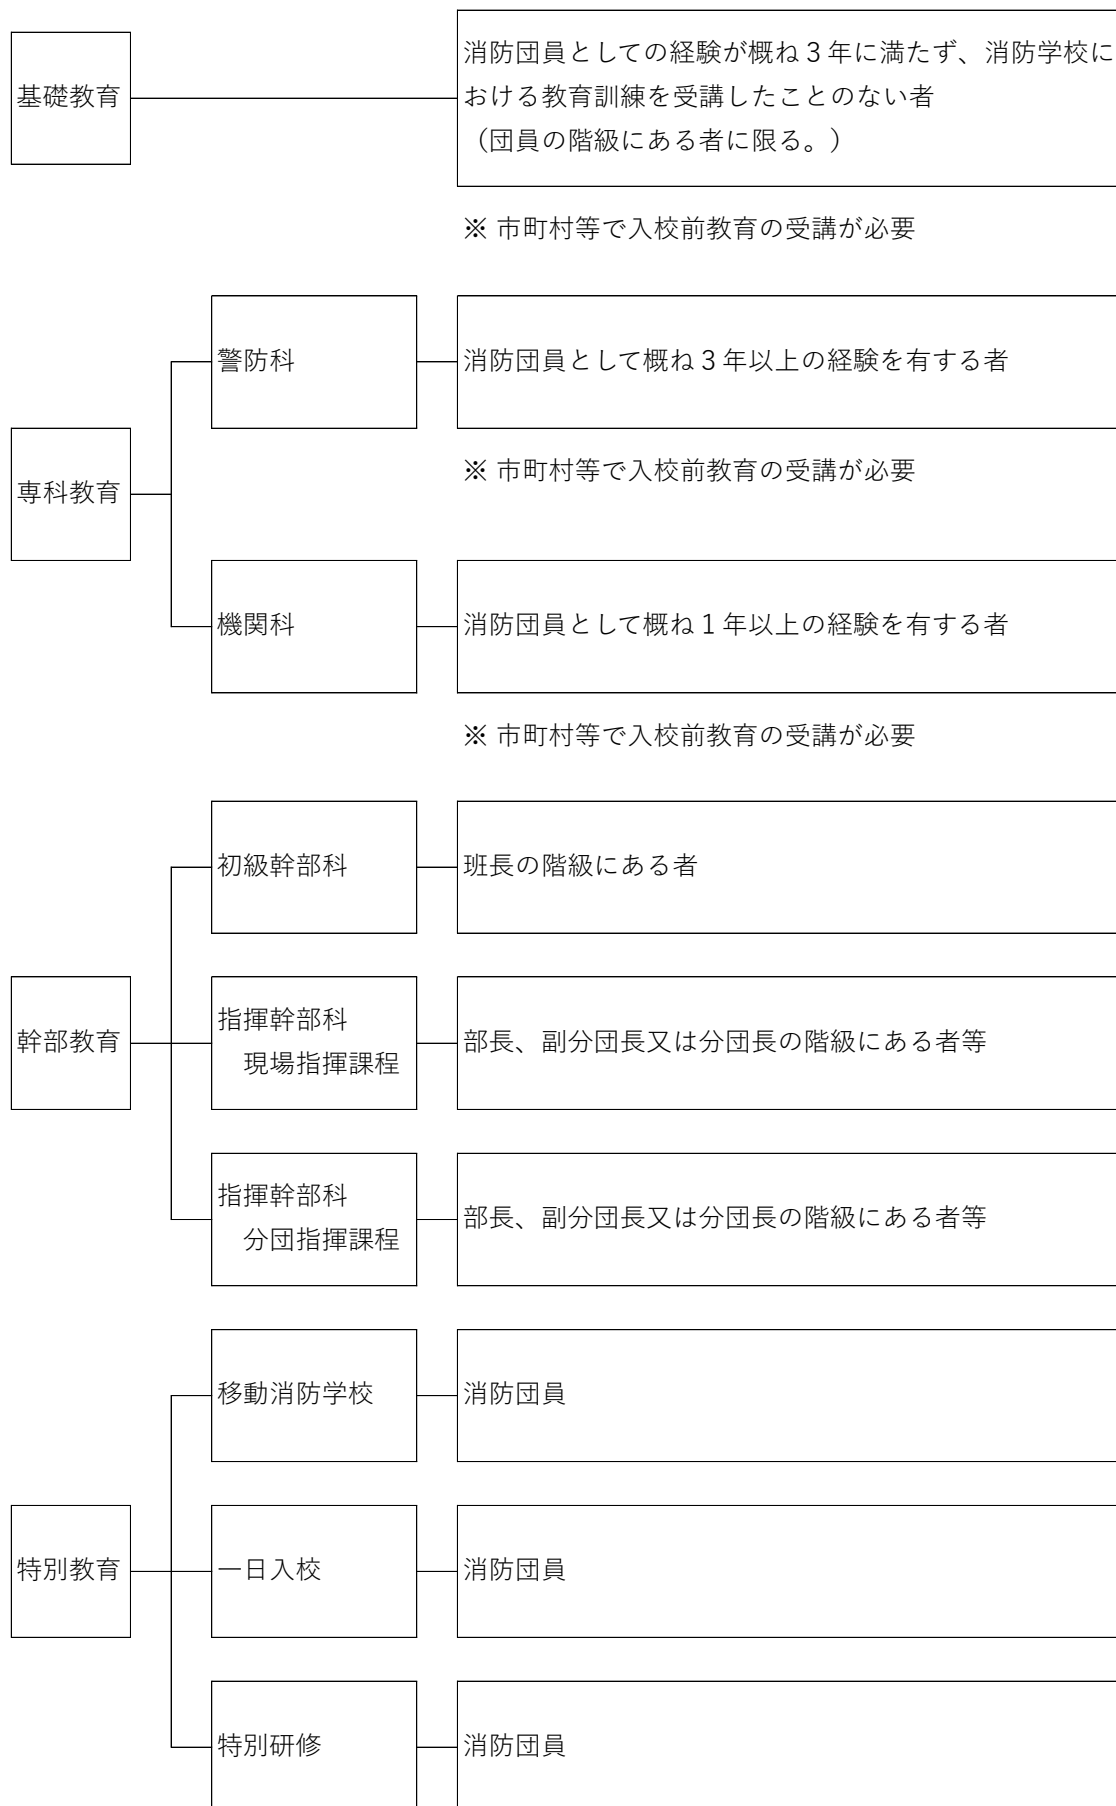 基礎教育
消防団員としての経験が概ね３年に満たず、消防学校に
おける教育訓練を受講したことのない者
（団員の階級にある者に限る。）
※ 市町村等で入校前教育の受講が必要
専科教育
警防科
消防団員として概ね３年以上の経験を有する者
※ 市町村等で入校前教育の受講が必要
機関科
消防団員として概ね１年以上の経験を有する者
※ 市町村等で入校前教育の受講が必要
幹部教育
初級幹部科
班長の階級にある者
指揮幹部科
現場指揮課程
部長、副分団長又は分団長の階級にある者等
指揮幹部科
分団指揮課程
部長、副分団長又は分団長の階級にある者等
特別教育
移動消防学校
消防団員
一日入校
消防団員
特別研修
消防団員